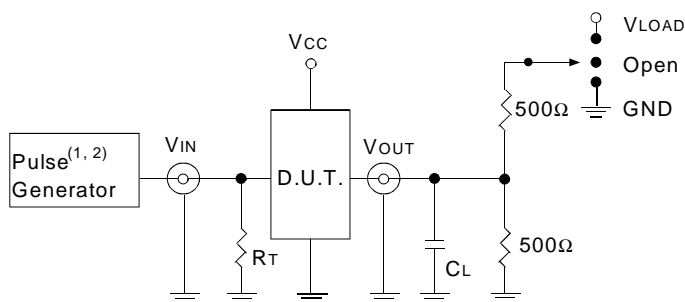 VLOAD
VCC
Open
500Ω
GND
VIN
VOUT
Pulse(1, 2)
Generator
D.U.T.
500Ω
RT
CL